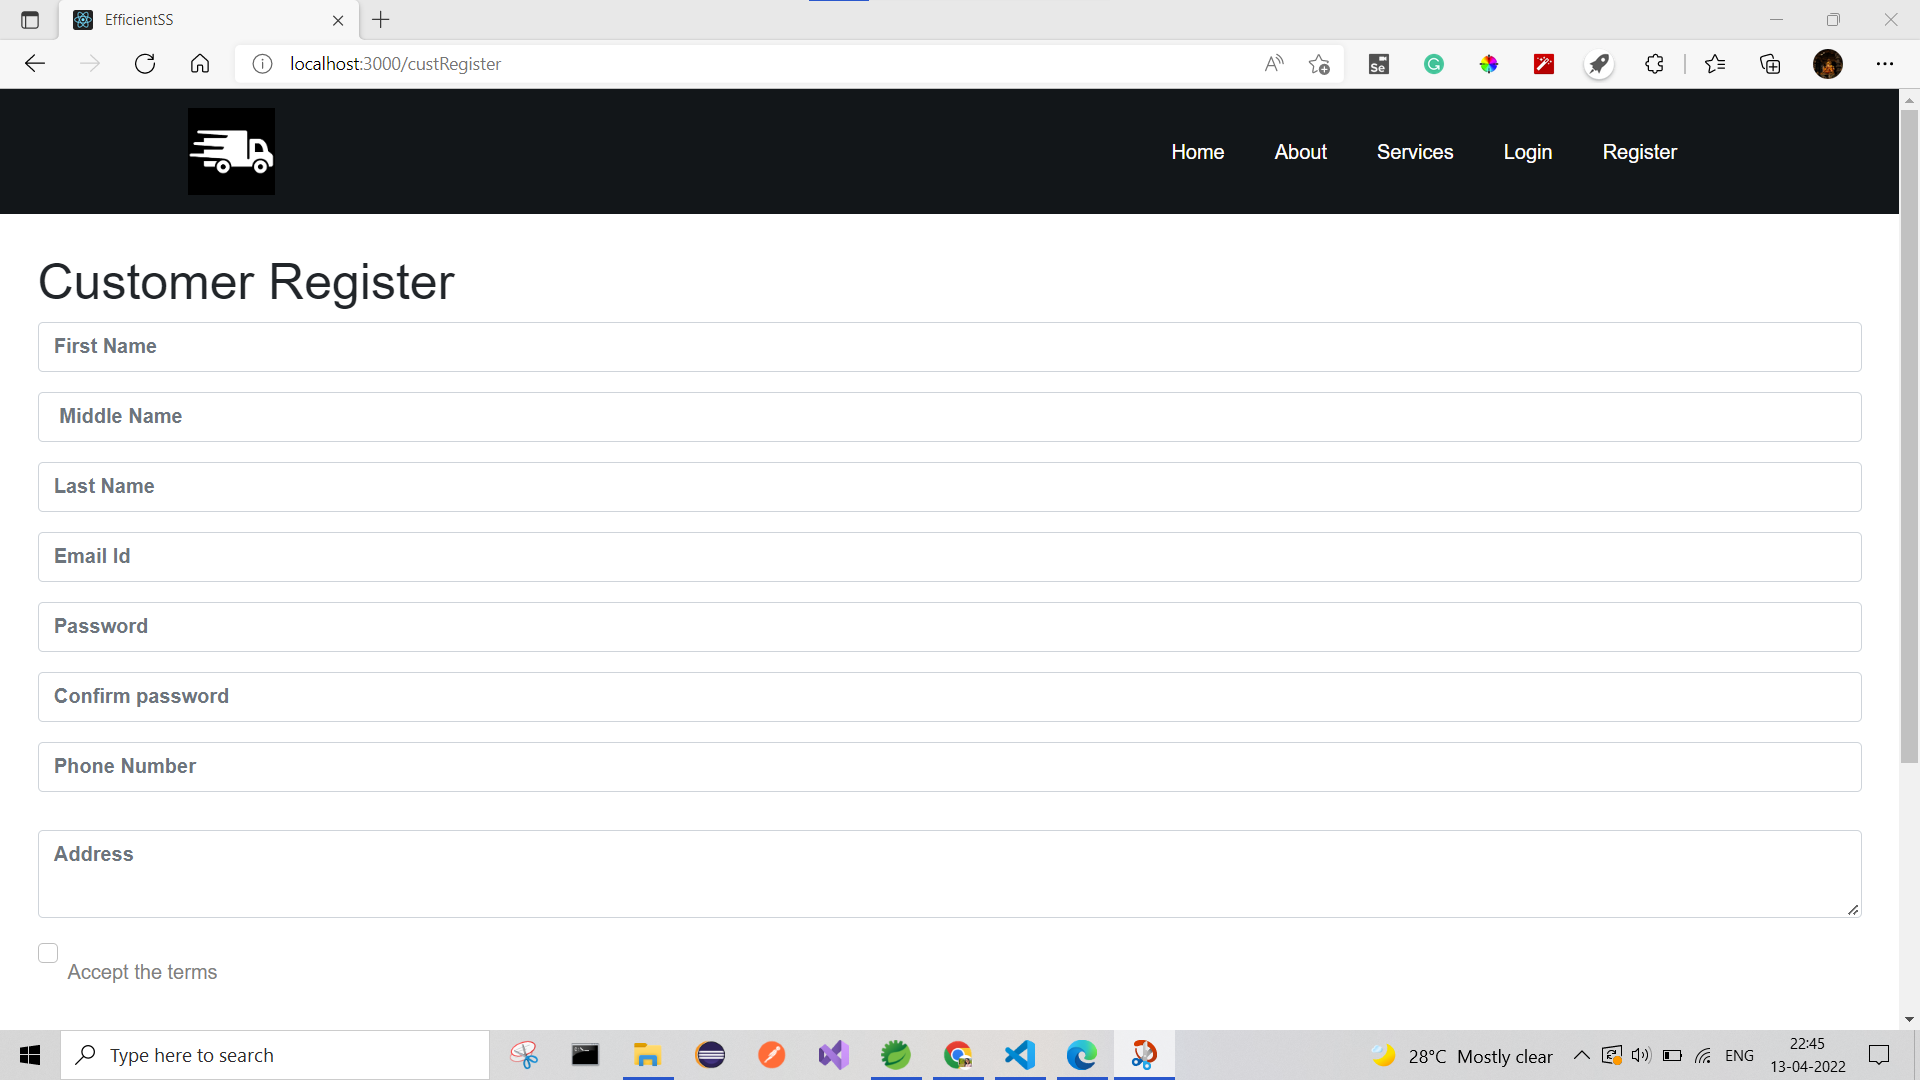 EfficientSS
localhost:3000/custRegister
Se
Home About Services Login Register
Customer Register
First Name
Middle Name
Last Name
Email Id
Password
Confirm password
Phone Number
Address
Accept the terms
Type here to search
28°C Mostly clear
ENG
22:45
13-04-2022